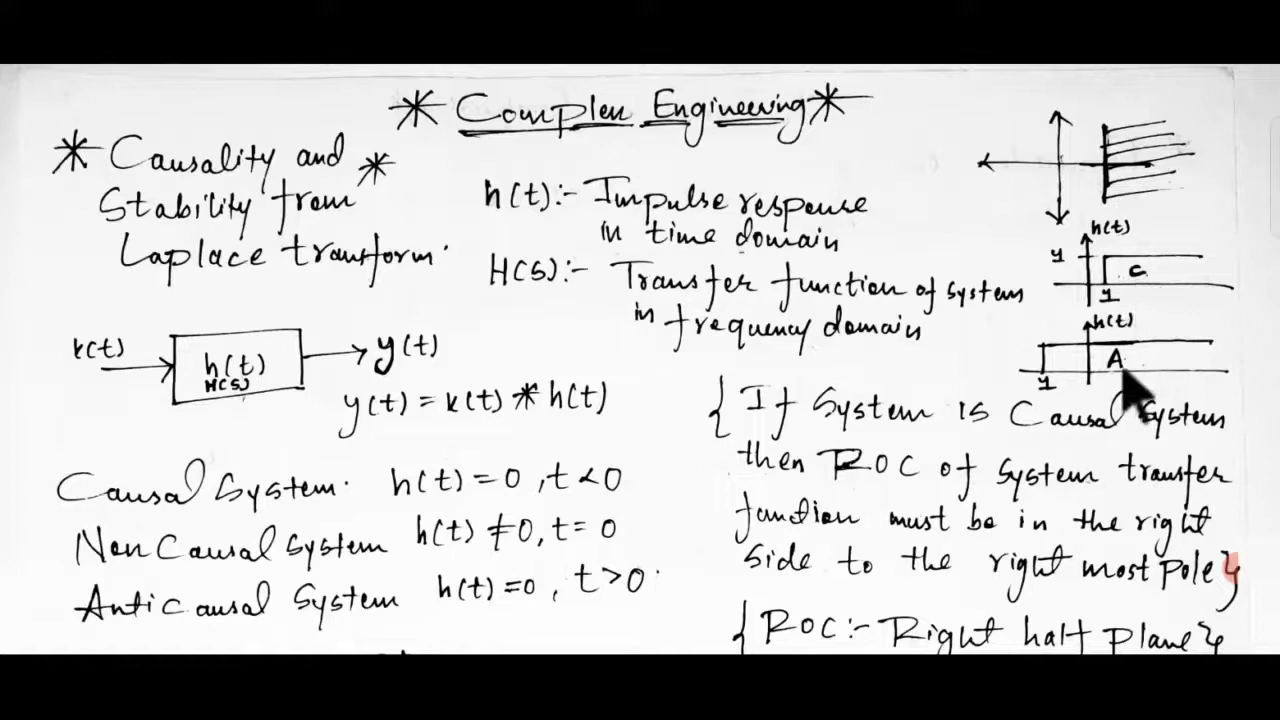 * Complen Engineering *
* Causality and *
Stability from
Laplace transform.
h(t):- Impulse response
in time domain
H(S):- Transfer function of system
in frequency domain
h(t)
y
C
y
h(t)
A
y
x(t)
h(t)
H(S)
y(t)
y(t) = x(t) * h(t)
Causal System. h(t) = 0, t < 0
Non Causal System h(t) ≠ 0, t = 0
Anti causal System h(t) = 0, t > 0.
{ If System is Causal System
then ROC of System transfer
function must be in the right
side to the right most pole }
{ ROC:- Right half plane }